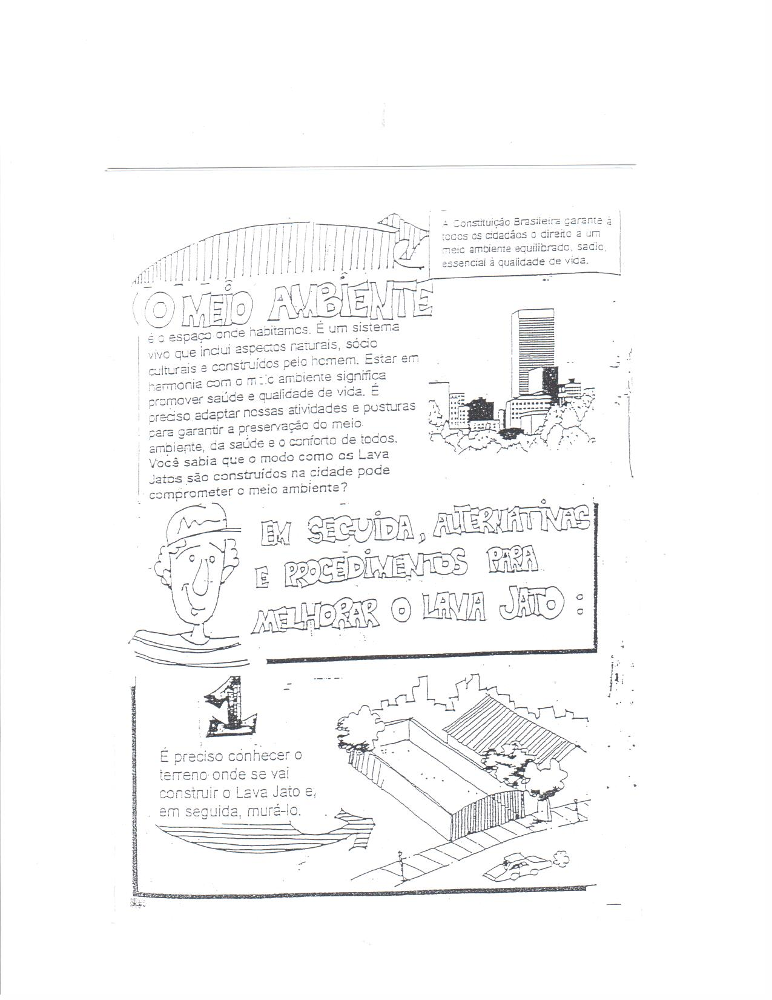 A Constituição Brasileira garante à
todos os cidadãos o direito a um
meio ambiente equilibrado, sadio,
essencial à qualidade de vida.
O MEIO AMBIENTE
é o espaço onde habitamos. É um sistema
vivo que inclui aspectos naturais, sócio
culturais e construídos pelo homem. Estar em
harmonia com o meio ambiente significa
promover saúde e qualidade de vida. É
preciso adaptar nossas atividades e posturas
para garantir a preservação do meio
ambiente, da saúde e o conforto de todos.
Você sabia que o modo como os Lava
Jatos são construídos na cidade pode
comprometer o meio ambiente?
EM SEGUIDA, ALTERNATIVAS
E PROCEDIMENTOS PARA
MELHORAR O LAVA JATO :
1
É preciso conhecer o
terreno onde se vai
construir o Lava Jato e,
em seguida, murá-lo.